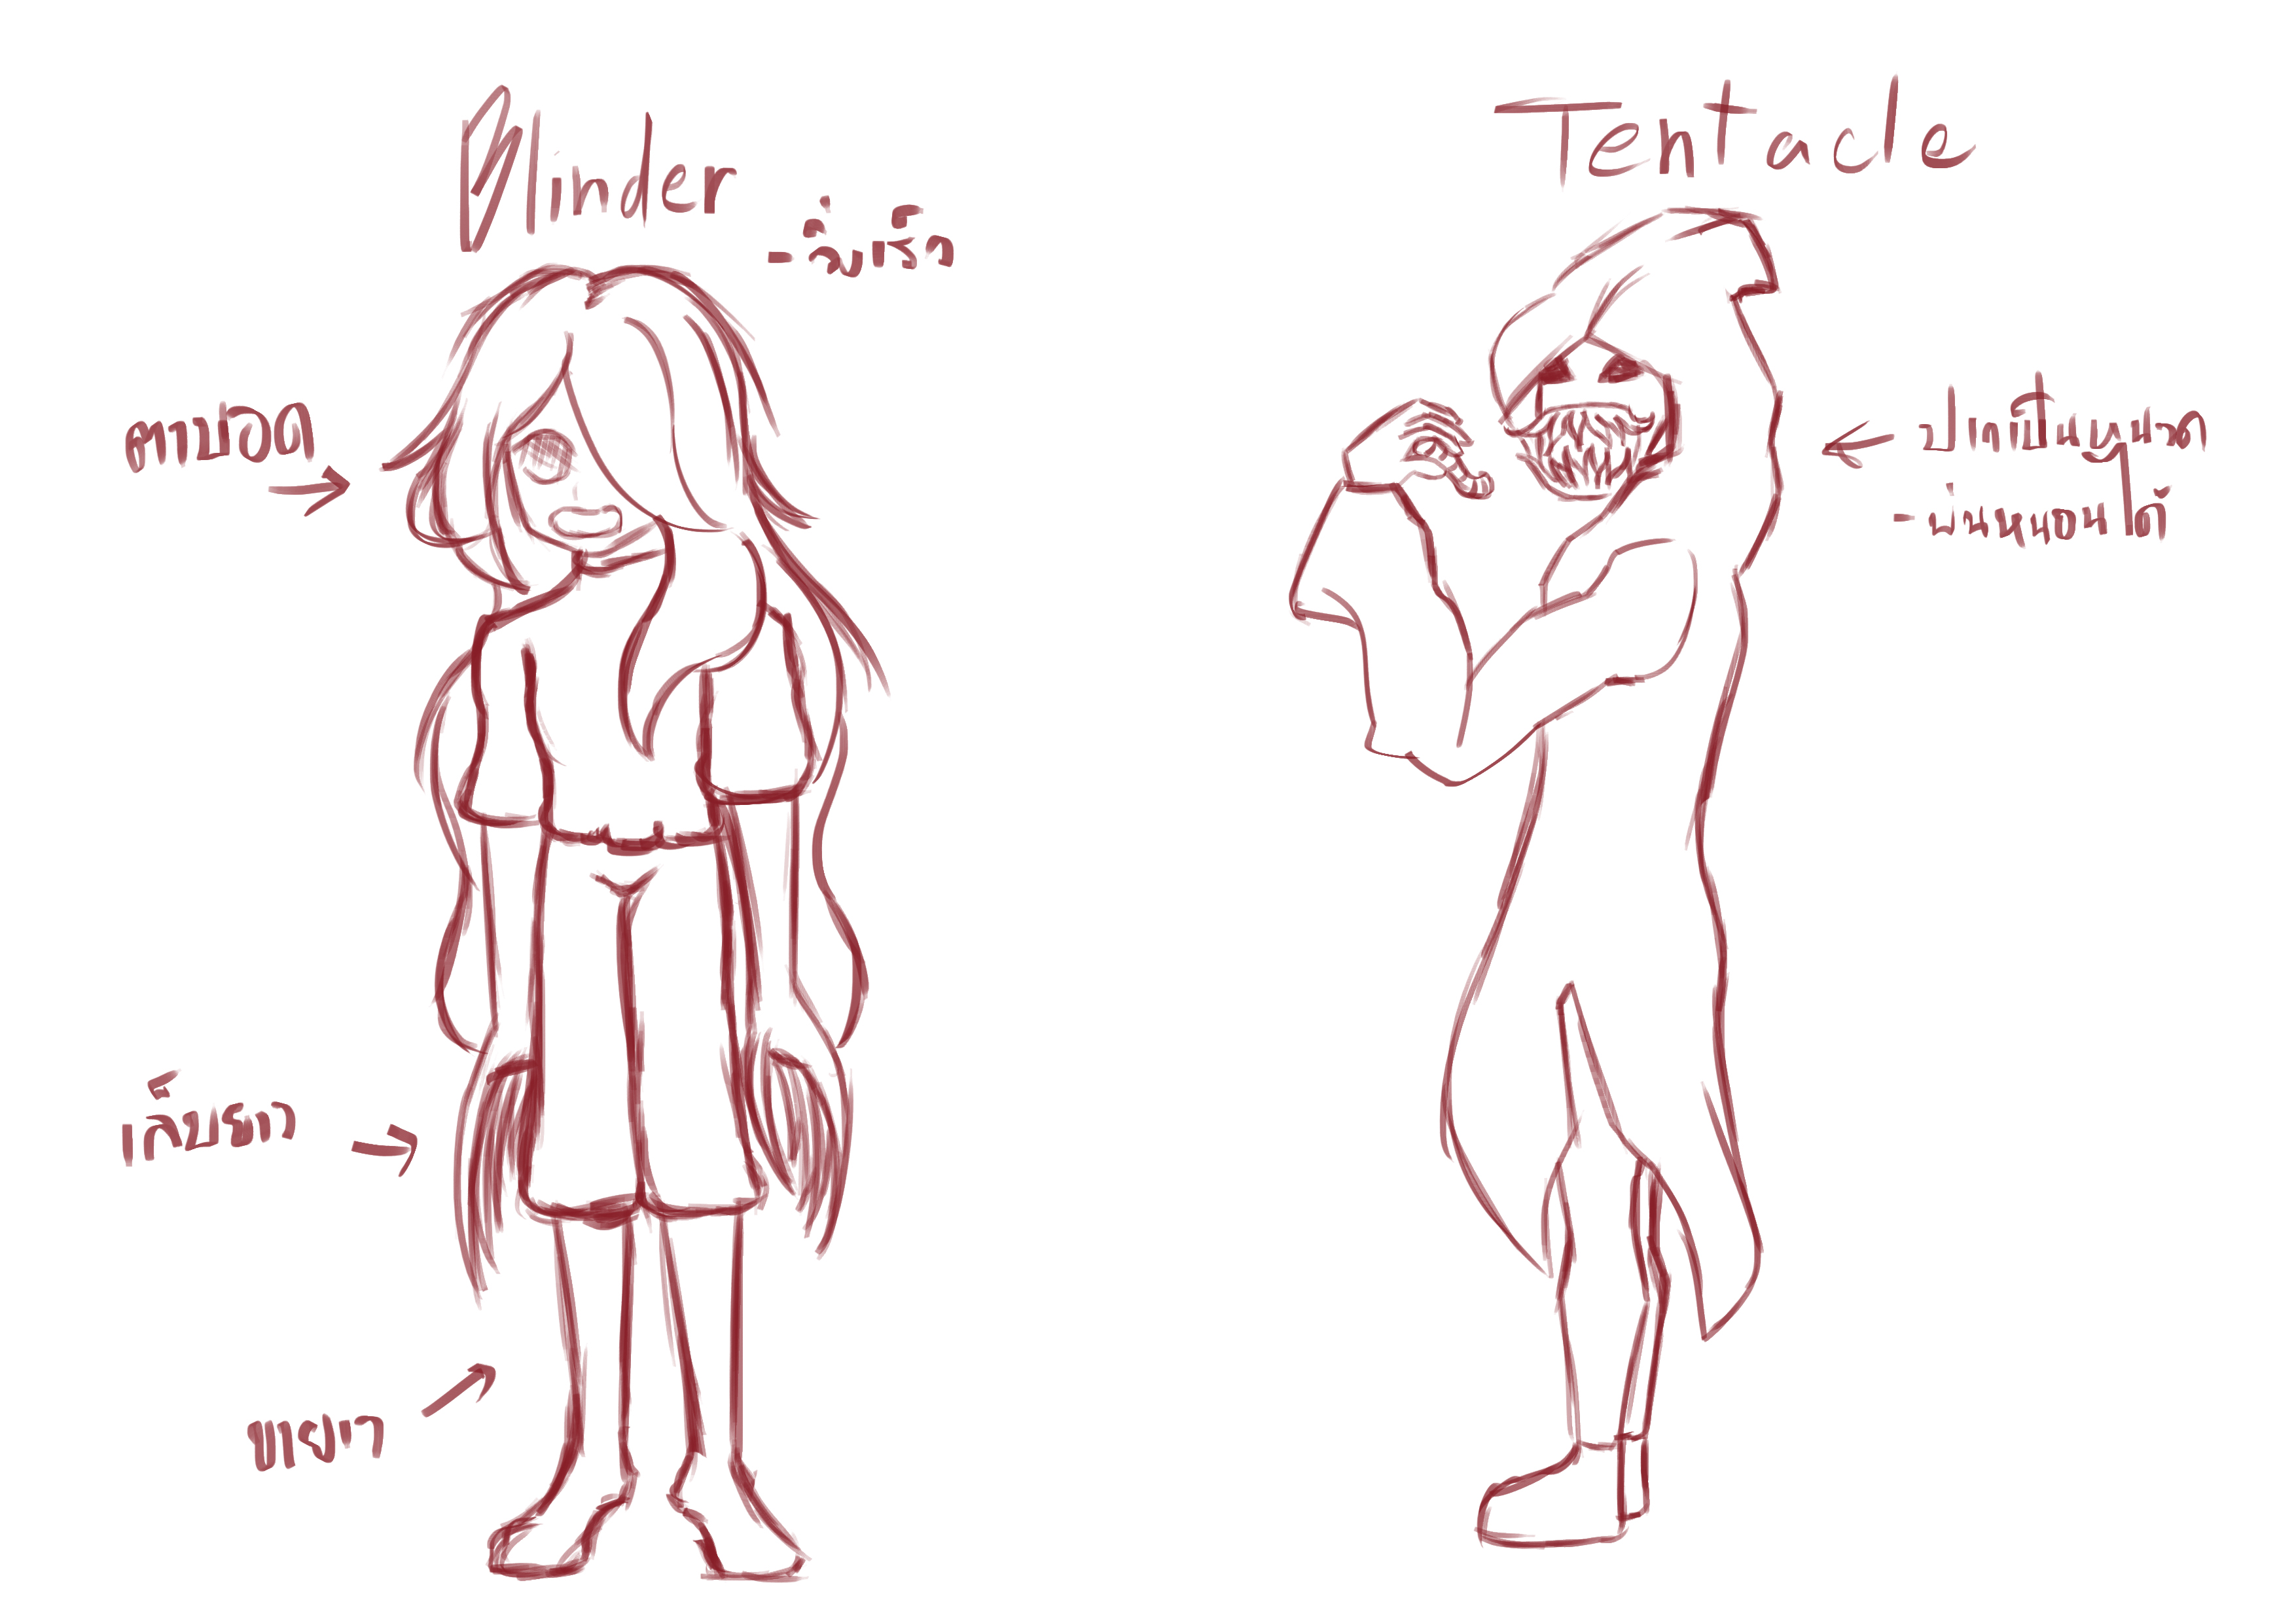 Blinder
-วิ่งเร็ว
ตาบอด
เล็บยาว
ขายาว
Tentacle
ปากเป็นหนวด
-พ่นหนอนได้